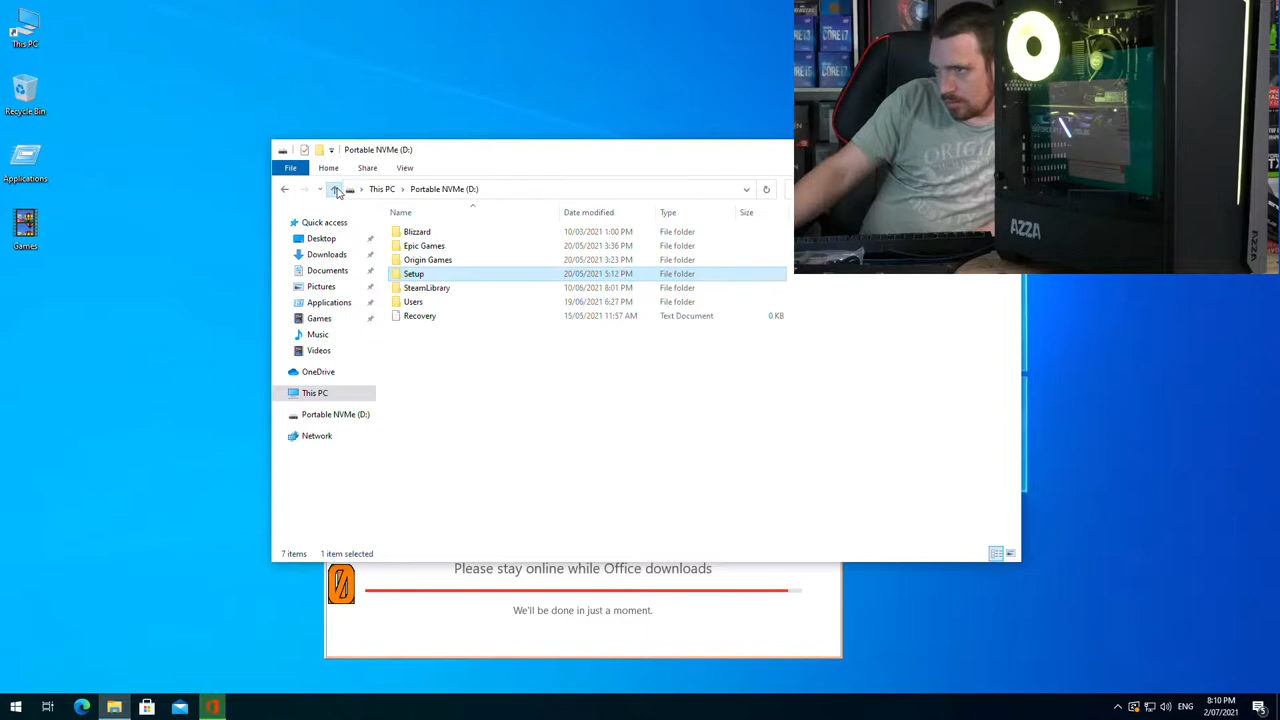 This PC
Recycle Bin
Applications
Games
Portable NVMe (D:)
File Home Share View
This PC Portable NVMe (D:)
Name Date modified Type Size
Blizzard 10/03/2021 1:00 PM File folder
Epic Games 20/05/2021 3:36 PM File folder
Origin Games 20/05/2021 3:23 PM File folder
Setup 20/05/2021 5:12 PM File folder
SteamLibrary 10/06/2021 8:01 PM File folder
Users 19/06/2021 6:27 PM File folder
Recovery 15/05/2021 11:57 AM Text Document 0 KB
Quick access
Desktop
Downloads
Documents
Pictures
Applications
Games
Music
Videos
OneDrive
This PC
Portable NVMe (D:)
Network
7 items 1 item selected
Please stay online while Office downloads
We'll be done in just a moment.
ENG
8:10 PM
2/07/2021
AZZA
CORE i3
CORE i7